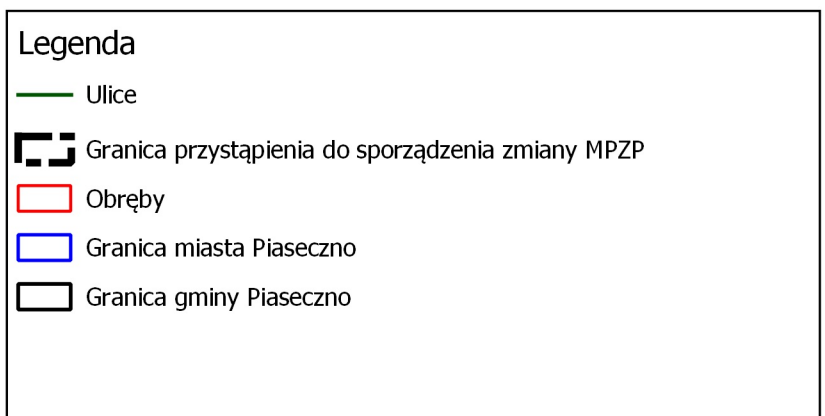 Legenda
Ulice
Granica przystąpienia do sporządzenia zmiany MPZP
Obręby
Granica miasta Piaseczno
Granica gminy Piaseczno